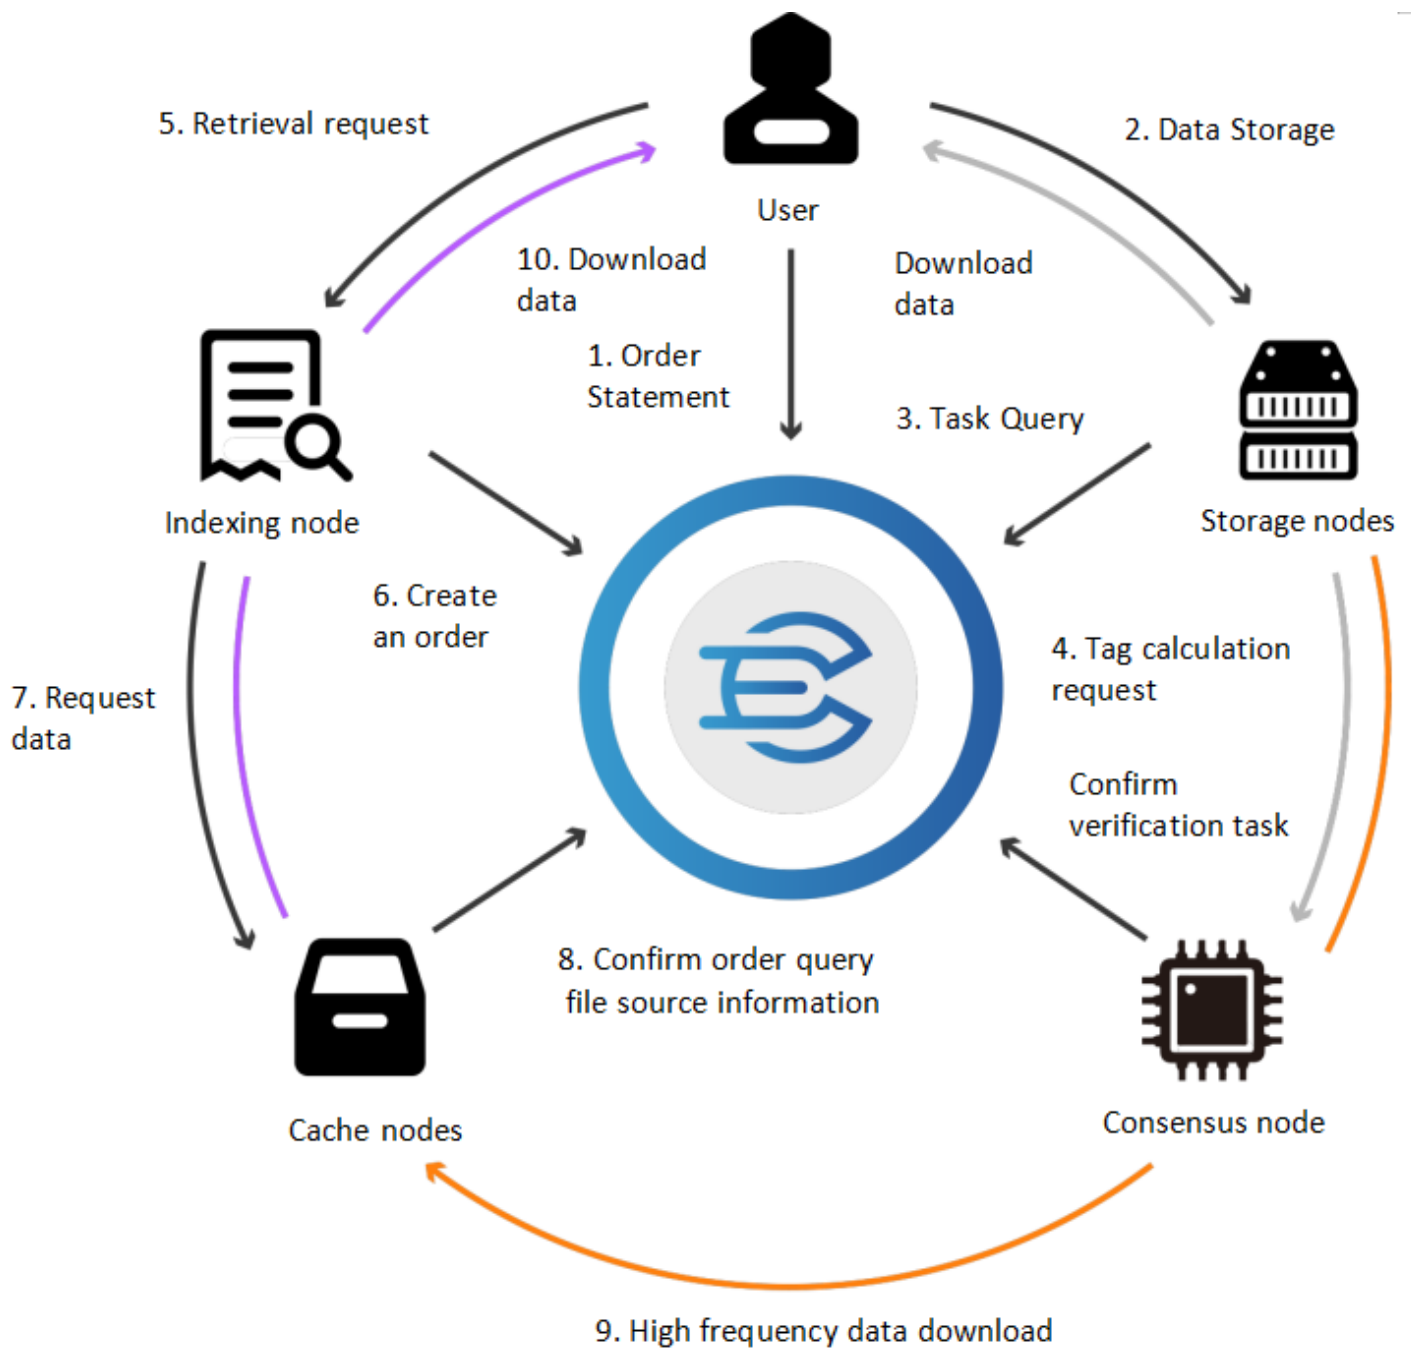 5. Retrieval request
2. Data Storage
User
10. Download
data
Download
data
1. Order
Statement
3. Task Query
Indexing node
Storage nodes
6. Create
an order
4. Tag calculation
request
7. Request
data
Confirm
verification task
8. Confirm order query
file source information
Cache nodes
Consensus node
9. High frequency data download